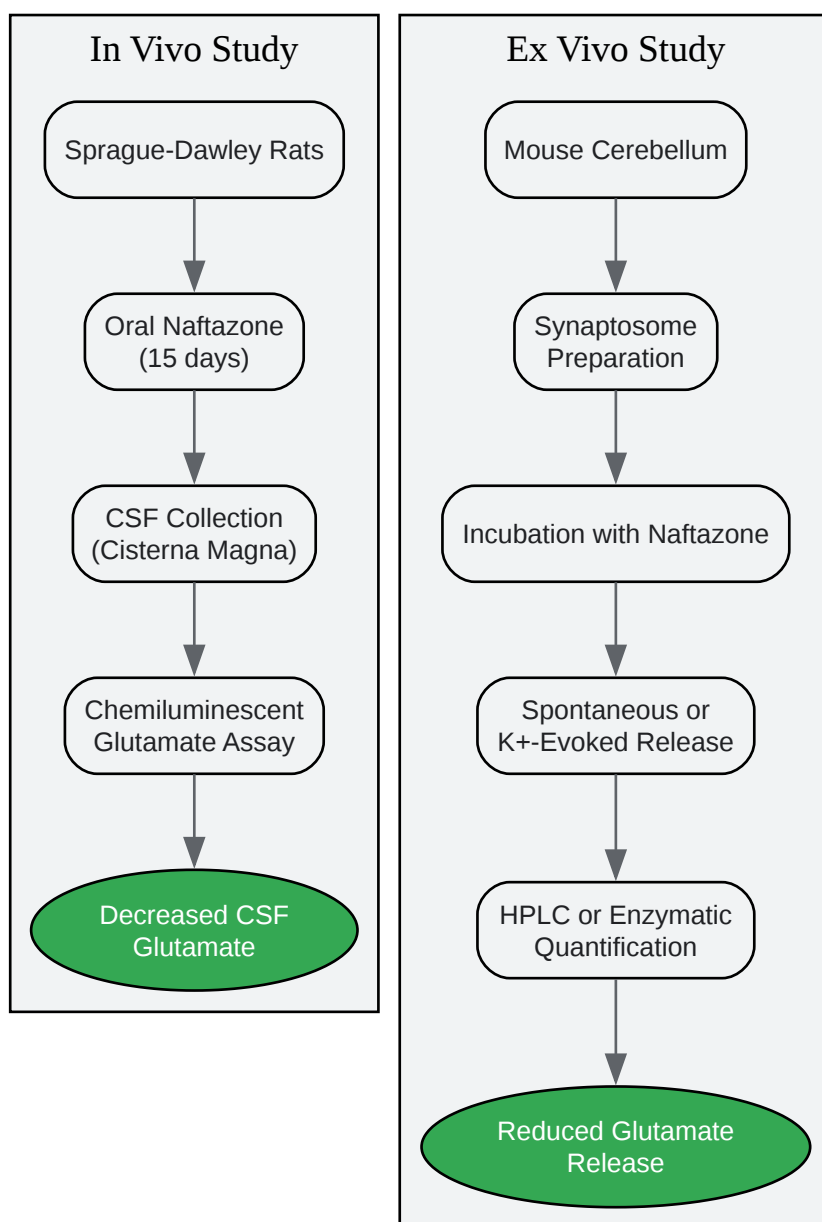 In Vivo Study
Sprague-Dawley Rats
Oral Naftazone
(15 days)
CSF Collection
(Cisterna Magna)
Chemiluminescent
Glutamate Assay
Decreased CSF
Glutamate
Ex Vivo Study
Mouse Cerebellum
Synaptosome
Preparation
Incubation with Naftazone
Spontaneous or
K+-Evoked Release
HPLC or Enzymatic
Quantification
Reduced Glutamate
Release